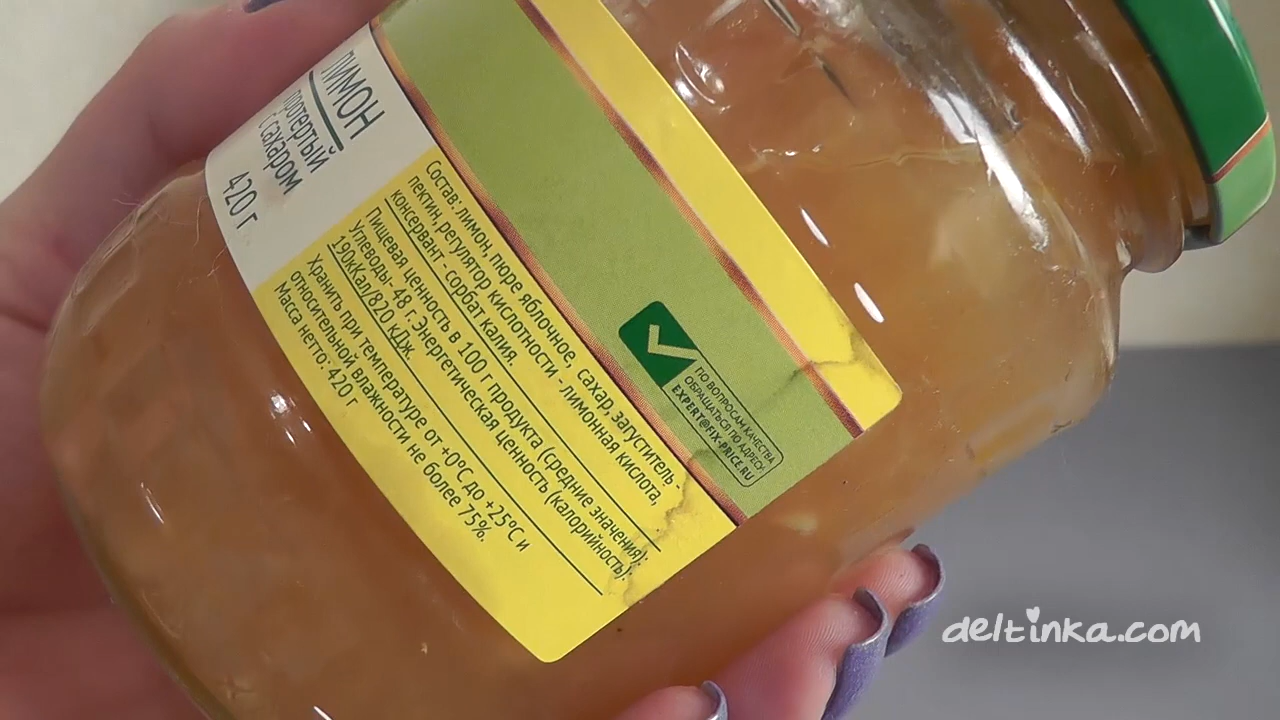 ЛИМОН
протертый
с сахаром
420 г
Состав: лимон, пюре яблочное, сахар, загуститель -
пектин, регулятор кислотности - лимонная кислота,
консервант - сорбат калия.
Пищевая ценность в 100 г продукта (средние значения):
Углеводы- 48 г. Энергетическая ценность (калорийность):
190кКал/820 кДж
Хранить при температуре от +0°С до +25°С и
относительной влажности не более 75%.
Масса нетто: 420 г
ПО ВОПРОСАМ КАЧЕСТВА
ОБРАЩАТЬСЯ ПО АДРЕСУ:
EXPERT@FIX-PRICE.RU
deltinka.com